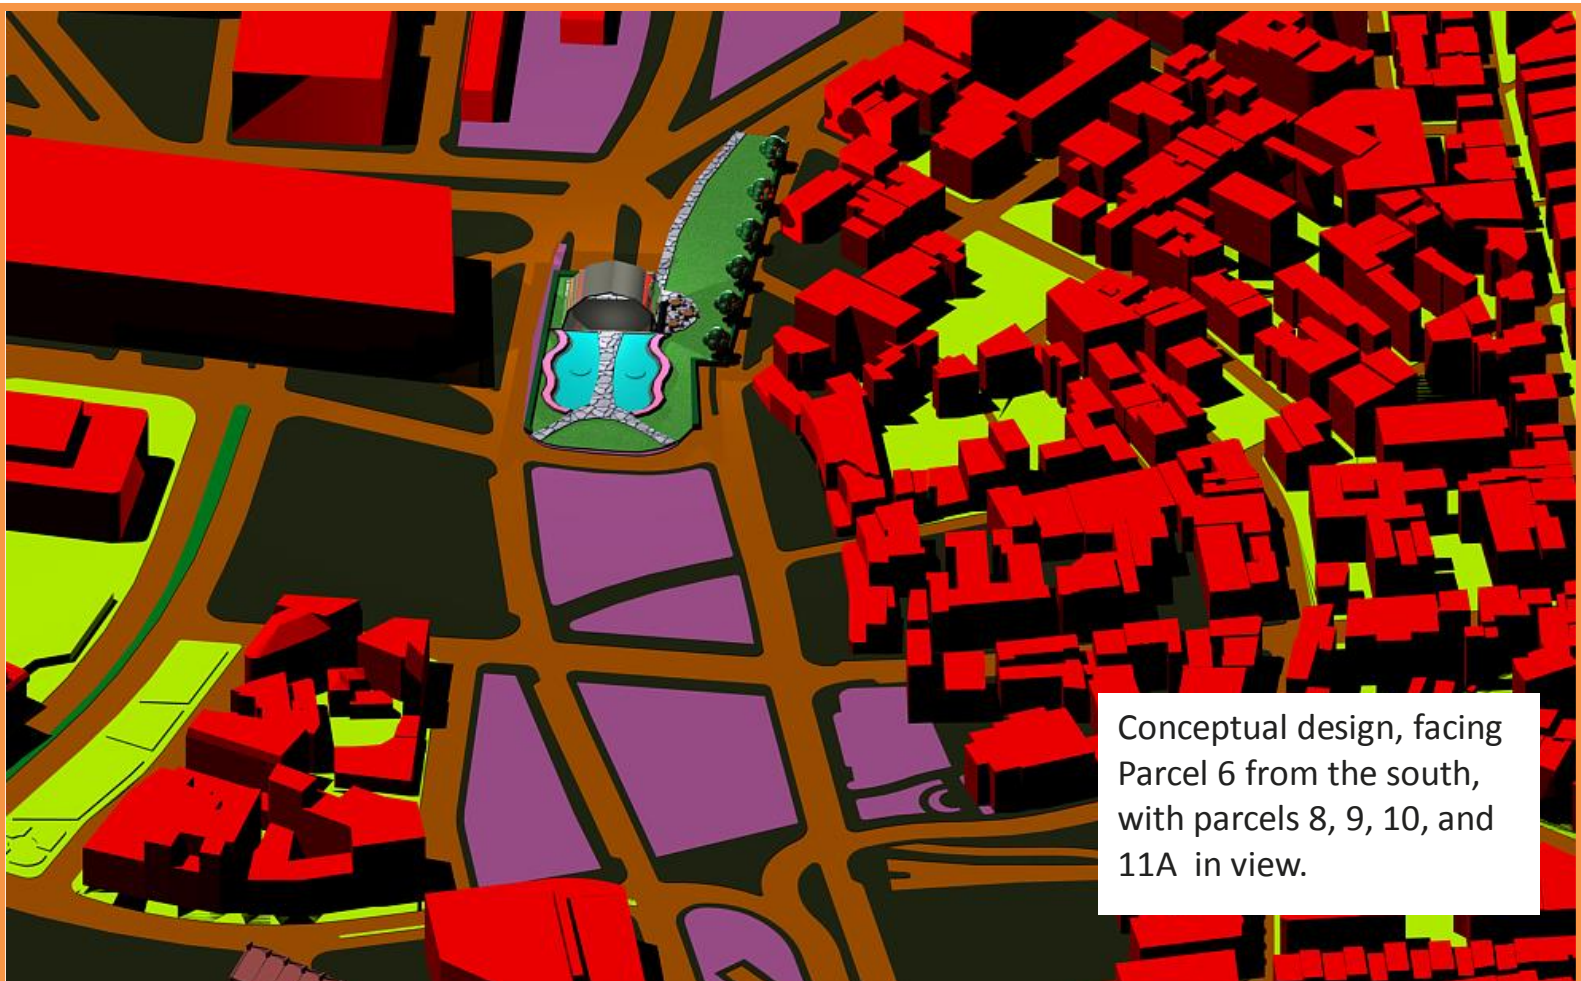 Conceptual design, facing
Parcel 6 from the south,
with parcels 8, 9, 10, and
11A  in view.